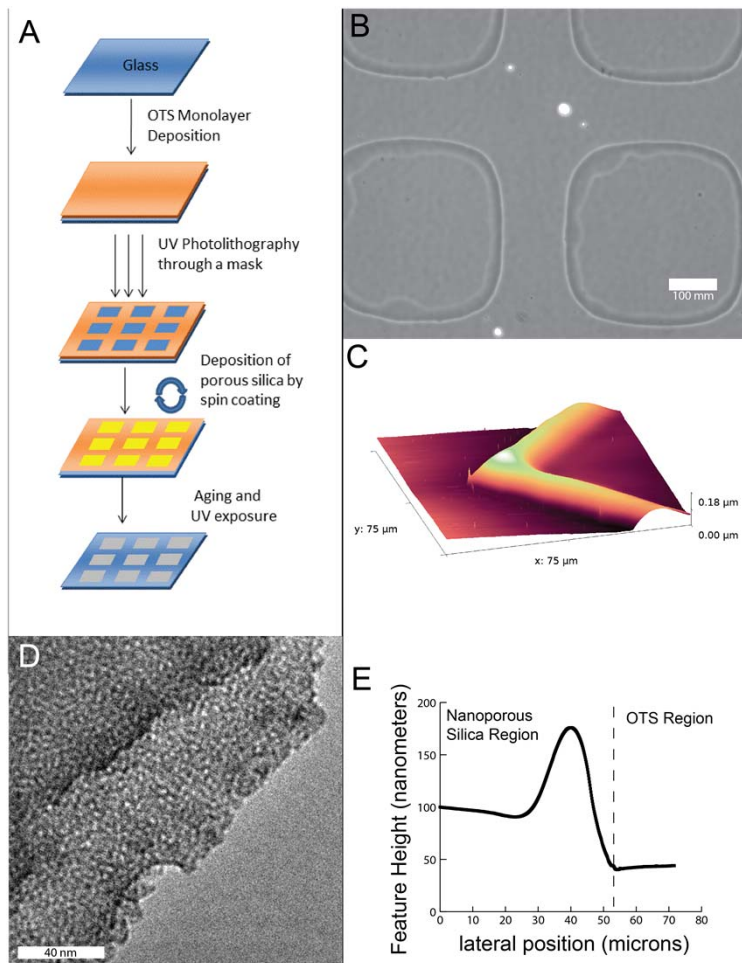 A
Glass
OTS Monolayer
Deposition
UV Photolithography
through a mask
Deposition of
porous silica by
spin coating
Aging and
UV exposure
B
100 mm
C
0.18 µm
0.00 µm
y: 75 µm
x: 75 µm
D
40 nm
E
Feature Height (nanometers)
200
150
100
50
0
Nanoporous
Silica Region
OTS Region
0 10 20 30 40 50 60 70 80
lateral position (microns)